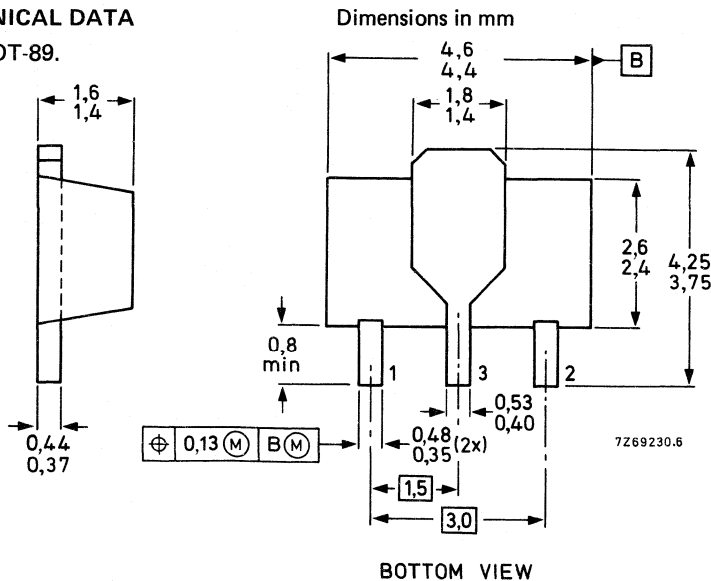 NICAL DATA
OT-89.
Dimensions in mm
4,6
4,4
B
1,8
1,4
1,6
1,4
2,6
2,4
4,25
3,75
0,8
min
1
3
2
0,53
0,40
0,44
0,37
0,13 M B M
0,48
0,35 (2x)
7Z69230.6
1,5
3,0
BOTTOM VIEW